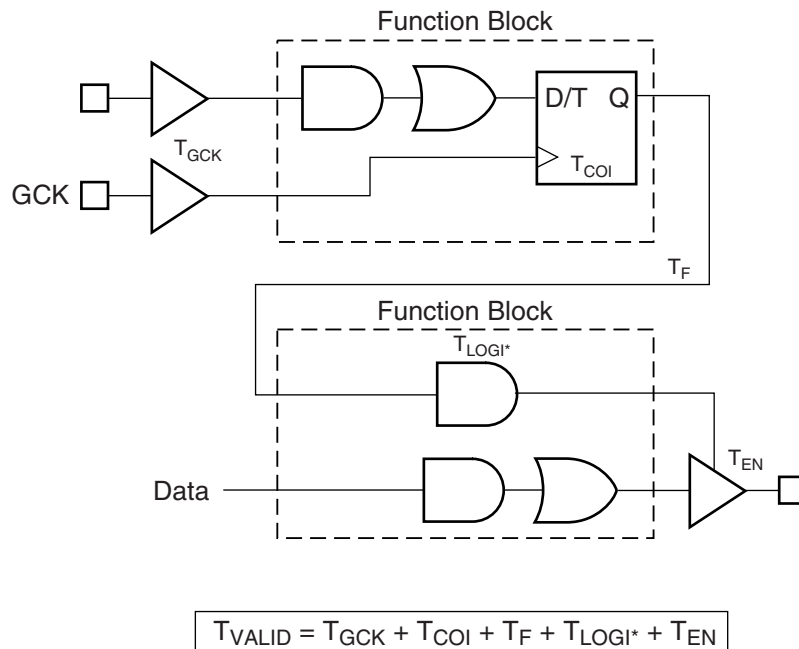 Function Block
D/T Q
T_GCK
T_COI
GCK
T_F
Function Block
T_LOGI*
T_EN
Data
T_VALID = T_GCK + T_COI + T_F + T_LOGI* + T_EN